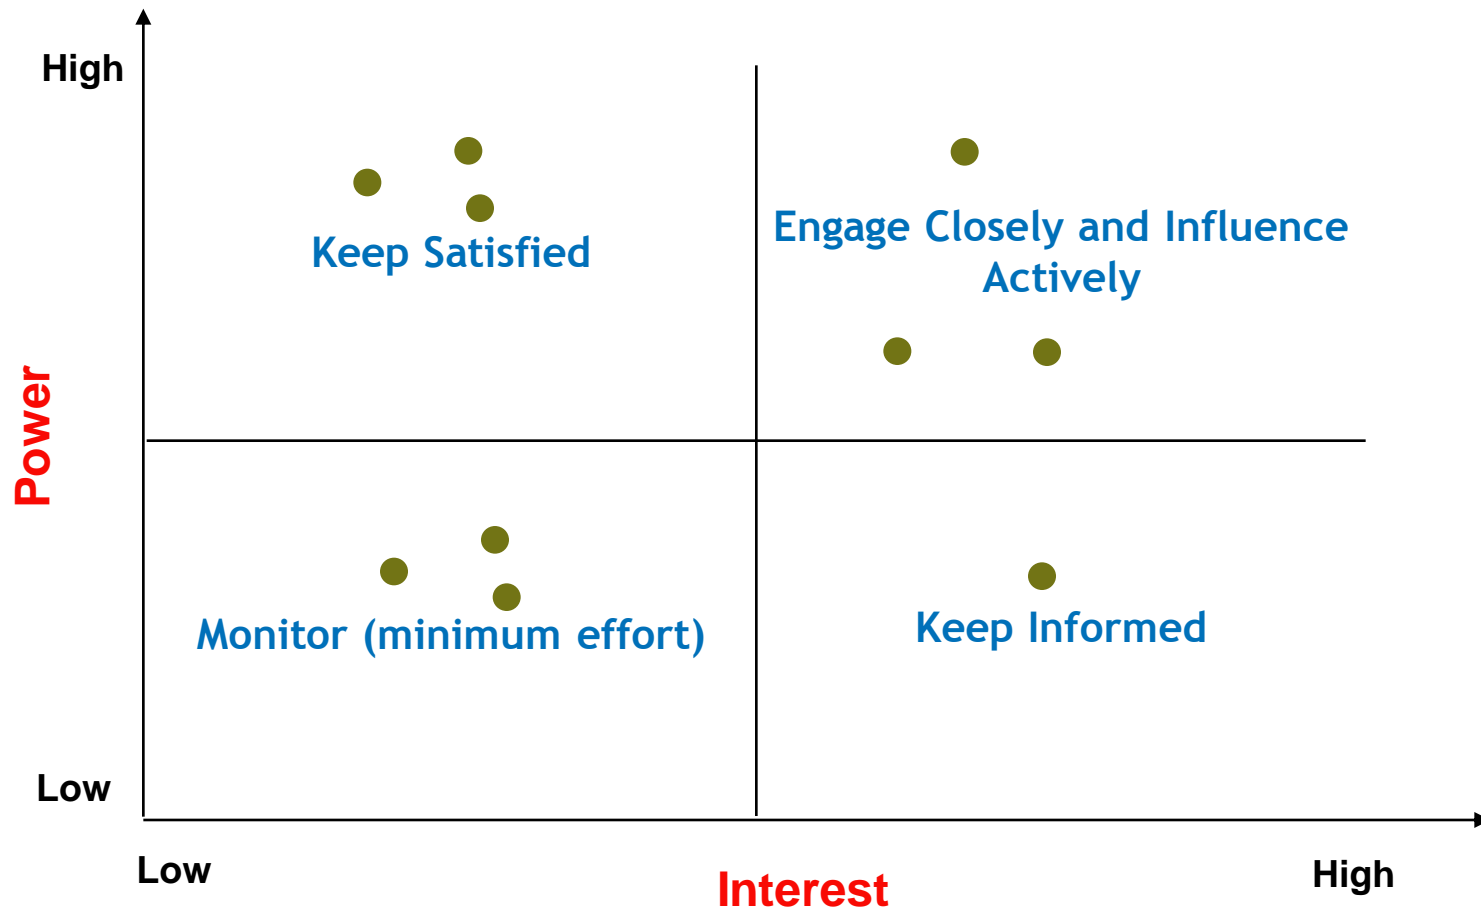 High
Keep Satisfied
Engage Closely and Influence
Actively
Power
Monitor (minimum effort)
Keep Informed
Low
Low
Interest
High